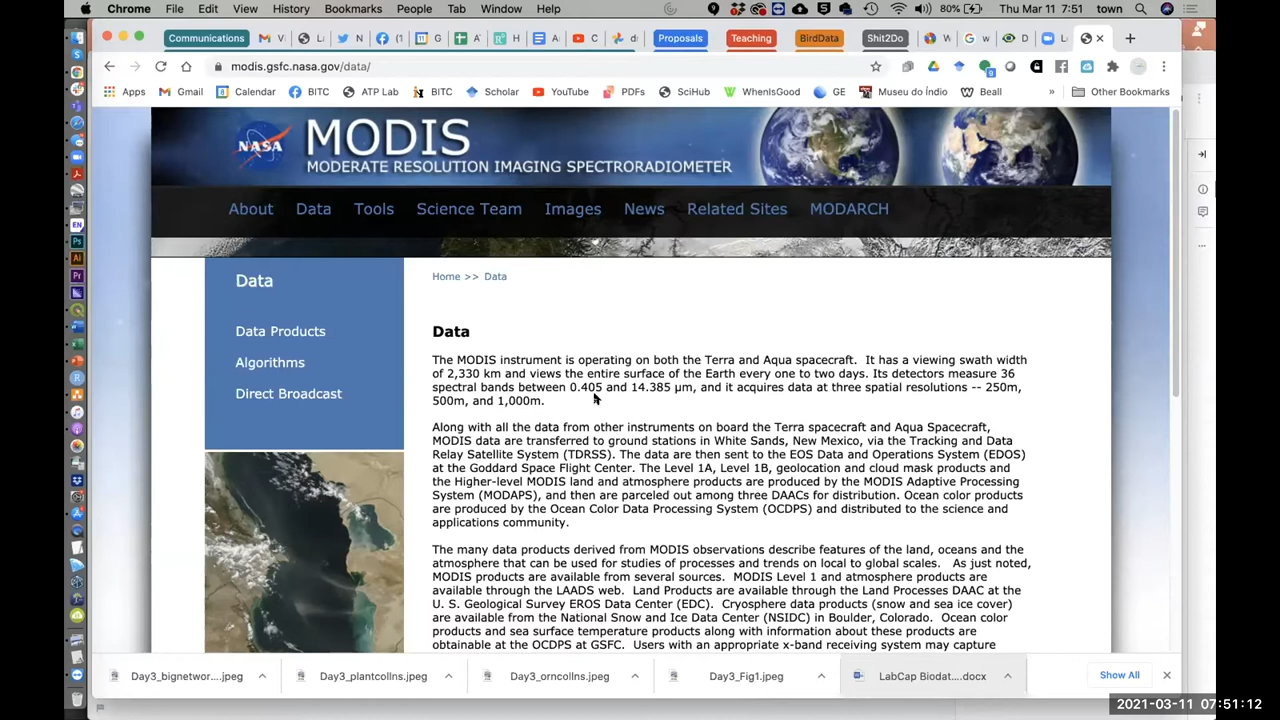 Chrome File Edit View History Bookmarks People Tab Window Help 80% Thu Mar 11 7:51 town
Communications Proposals Teaching BirdData Shit2Do
modis.gsfc.nasa.gov/data/
Apps Gmail Calendar BITC ATP Lab BITC Scholar YouTube PDFs SciHub WhenIsGood GE Museu do Índio Beall » Other Bookmarks
NASA
MODIS
MODERATE RESOLUTION IMAGING SPECTRORADIOMETER
About Data Tools Science Team Images News Related Sites MODARCH
Data
Data Products
Algorithms
Direct Broadcast
Home >> Data
Data
The MODIS instrument is operating on both the Terra and Aqua spacecraft. It has a viewing swath width
of 2,330 km and views the entire surface of the Earth every one to two days. Its detectors measure 36
spectral bands between 0.405 and 14.385 µm, and it acquires data at three spatial resolutions -- 250m,
500m, and 1,000m.
Along with all the data from other instruments on board the Terra spacecraft and Aqua Spacecraft,
MODIS data are transferred to ground stations in White Sands, New Mexico, via the Tracking and Data
Relay Satellite System (TDRSS). The data are then sent to the EOS Data and Operations System (EDOS)
at the Goddard Space Flight Center. The Level 1A, Level 1B, geolocation and cloud mask products and
the Higher-level MODIS land and atmosphere products are produced by the MODIS Adaptive Processing
System (MODAPS), and then are parceled out among three DAACs for distribution. Ocean color products
are produced by the Ocean Color Data Processing System (OCDPS) and distributed to the science and
applications community.
The many data products derived from MODIS observations describe features of the land, oceans and the
atmosphere that can be used for studies of processes and trends on local to global scales. As just noted,
MODIS products are available from several sources. MODIS Level 1 and atmosphere products are
available through the LAADS web. Land Products are available through the Land Processes DAAC at the
U. S. Geological Survey EROS Data Center (EDC). Cryosphere data products (snow and sea ice cover)
are available from the National Snow and Ice Data Center (NSIDC) in Boulder, Colorado. Ocean color
products and sea surface temperature products along with information about these products are
obtainable at the OCDPS at GSFC. Users with an appropriate x-band receiving system may capture
Day3_bignetwor....jpeg Day3_plantcollns.jpeg Day3_orncollns.jpeg Day3_Fig1.jpeg LabCap Biodat....docx Show All
2021-03-11 07:51:12